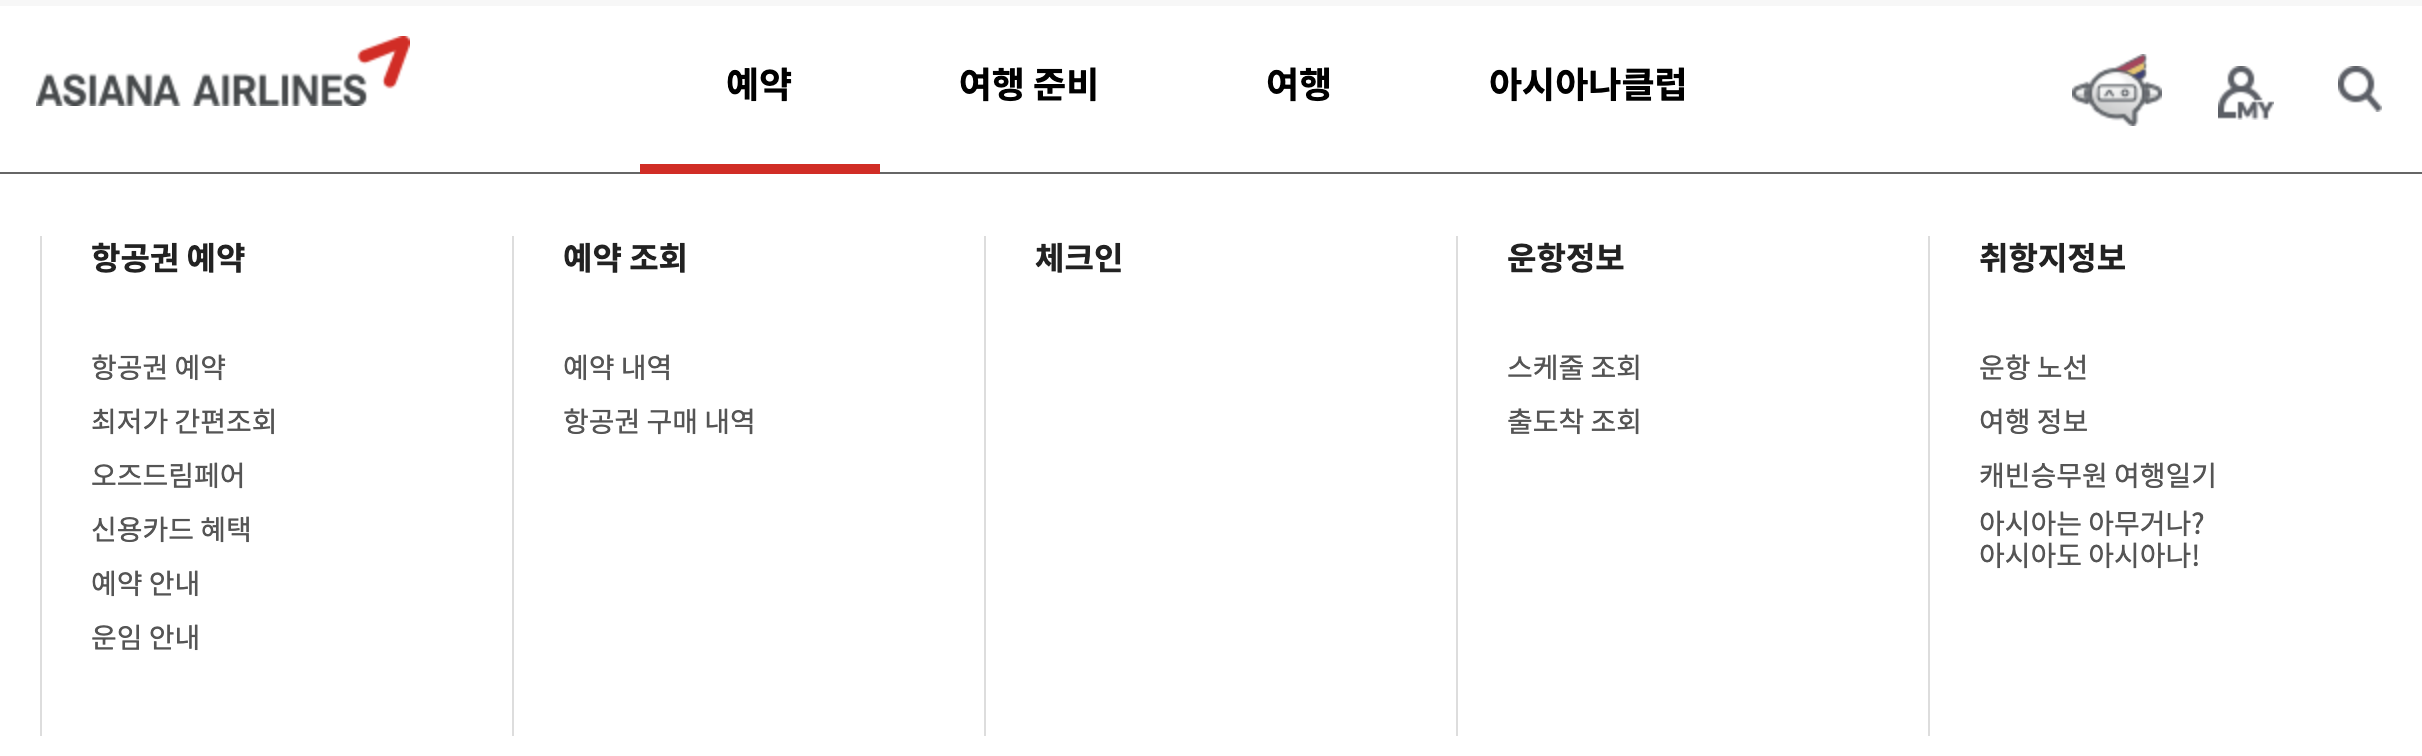 ASIANA AIRLINES
예약
여행 준비
여행
아시아나클럽
MY
항공권 예약
항공권 예약
최저가 간편조회
오즈드림페어
신용카드 혜택
예약 안내
운임 안내
예약 조회
예약 내역
항공권 구매 내역
체크인
운항정보
스케줄 조회
출도착 조회
취항지정보
운항 노선
여행 정보
캐빈승무원 여행일기
아시아는 아무거나?
아시아도 아시아나!